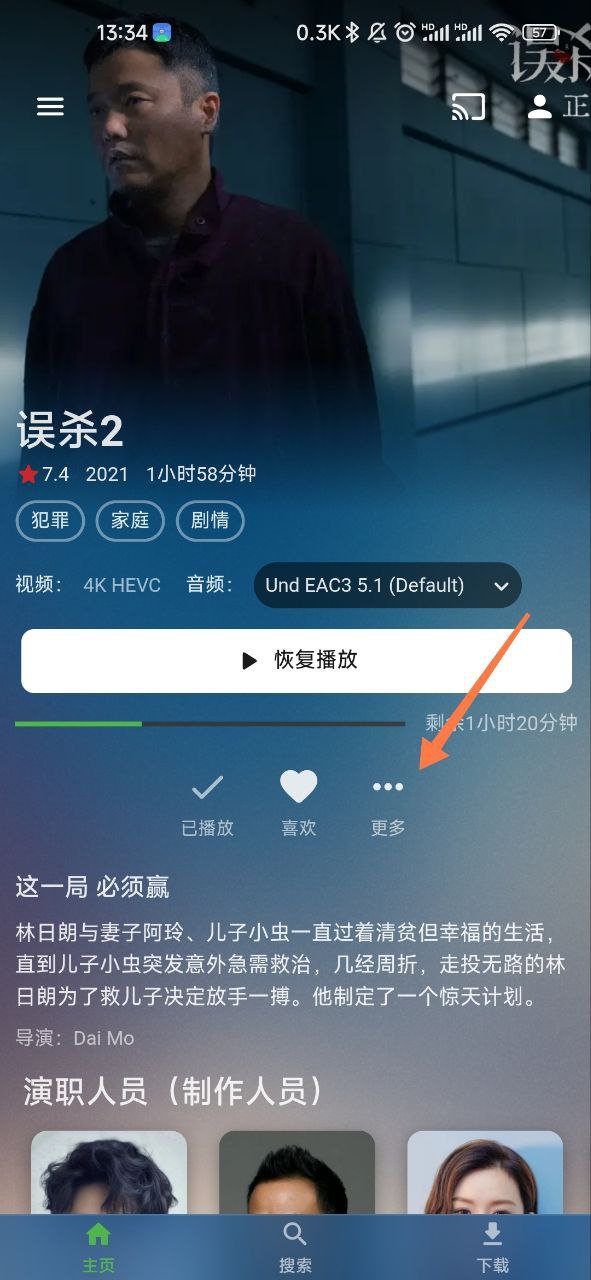 13:34 0.3K HD HD 57
误杀
正
误杀2
7.4 2021 1小时58分钟
犯罪 家庭 剧情
视频： 4K HEVC 音频： Und EAC3 5.1 (Default)
恢复播放
剩余1小时20分钟
已播放 喜欢 更多
这一局 必须赢
林日朗与妻子阿玲、儿子小虫一直过着清贫但幸福的生活，
直到儿子小虫突发意外急需救治，几经周折，走投无路的林
日朗为了救儿子决定放手一搏。他制定了一个惊天计划。
导演：Dai Mo
演职人员（制作人员）
主页 搜索 下载